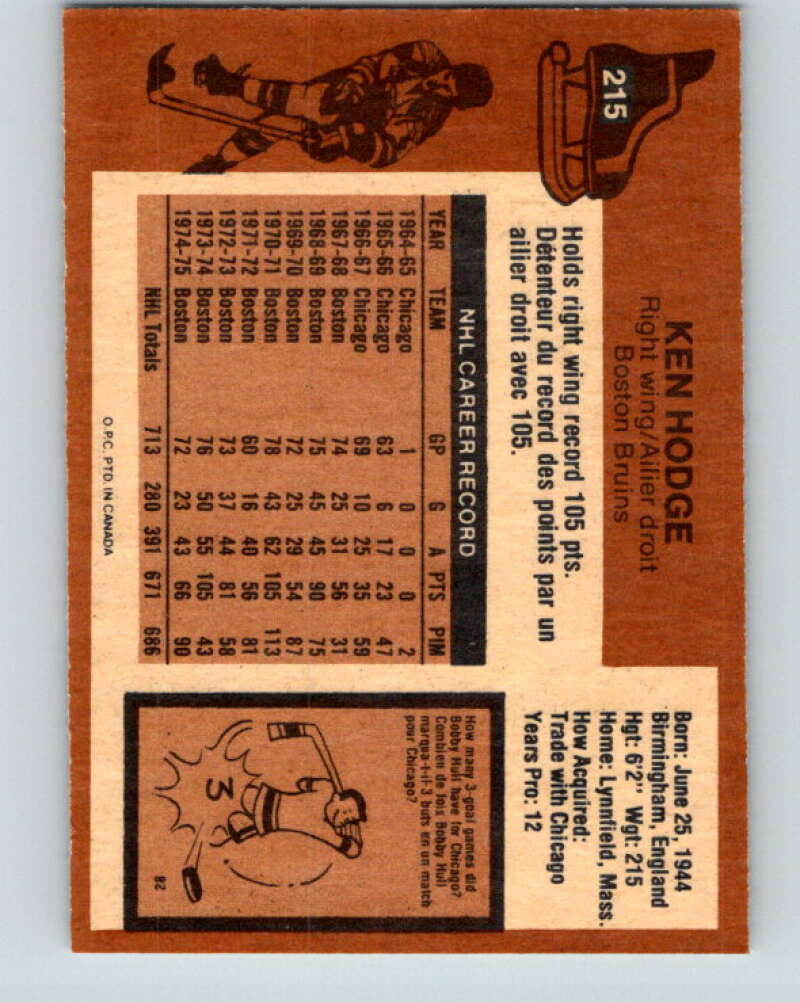 215
KEN HODGE
Right wing/Ailier droit
Boston Bruins
Born: June 25, 1944
Birmingham, England
Hgt: 6'2" Wgt: 215
Home: Lynnfield, Mass.
How Acquired:
Trade with Chicago
Years Pro: 12
Holds right wing record 105 pts.
Détenteur du record des points par un
ailier droit avec 105.
NHL CAREER RECORD
YEAR TEAM GP G A PTS PIM
1964-65 Chicago 1 0 0 0 2
1965-66 Chicago 63 6 17 23 47
1966-67 Chicago 69 10 25 35 59
1967-68 Boston 74 25 31 56 31
1968-69 Boston 75 45 45 90 75
1969-70 Boston 72 25 29 54 87
1970-71 Boston 78 43 62 105 113
1971-72 Boston 60 16 40 56 81
1972-73 Boston 73 37 44 81 58
1973-74 Boston 76 50 55 105 43
1974-75 Boston 72 23 43 66 90
NHL Totals 713 280 391 671 686
How many 3-goal games did
Bobby Hull have for Chicago?
Combien de fois Bobby Hull
marqua-t-il 3 buts en un match
pour Chicago?
3
O.P.C. PTD. IN CANADA